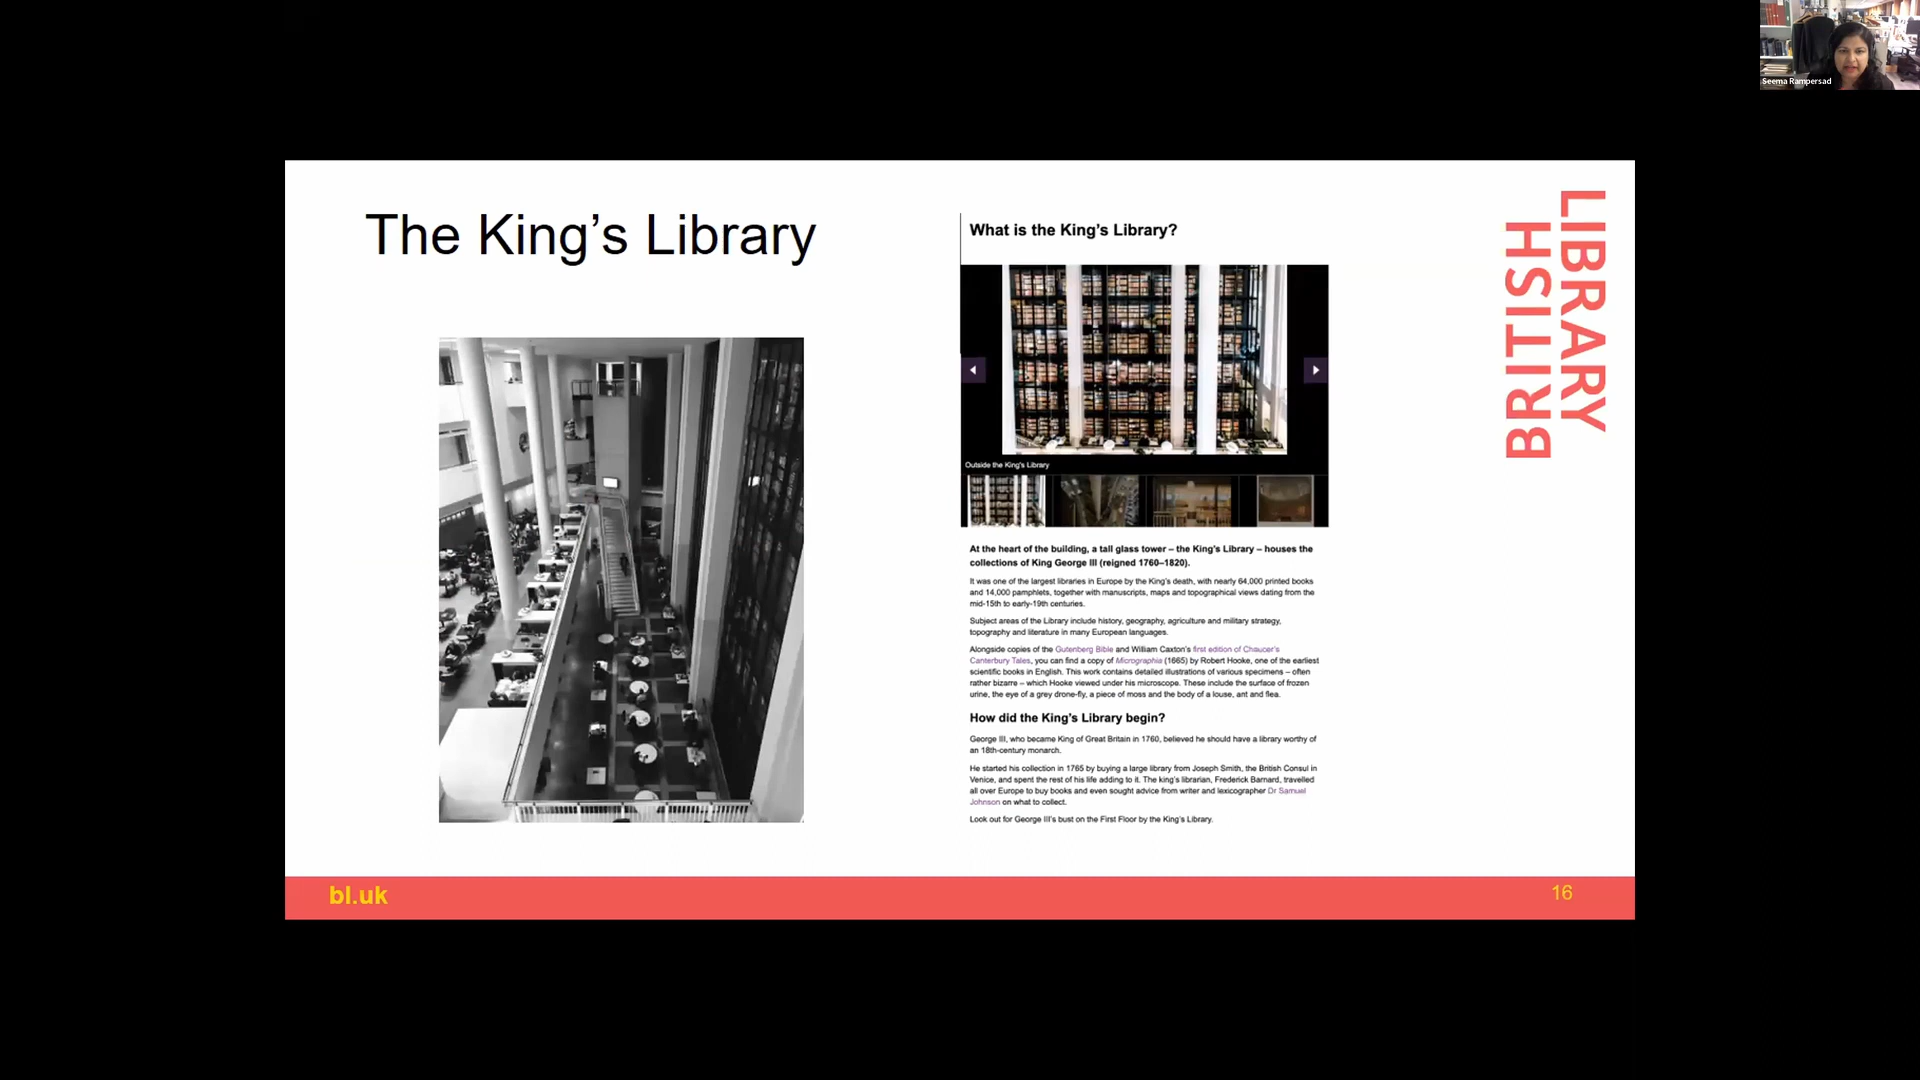 Seema Rampersad
The King's Library
BRITISH
LIBRARY
What is the King's Library?
Outside the King's Library
At the heart of the building, a tall glass tower – the King's Library – houses the
collections of King George III (reigned 1760–1820).
It was one of the largest libraries in Europe by the King's death, with nearly 64,000 printed books
and 14,000 pamphlets, together with manuscripts, maps and topographical views dating from the
mid-15th to early-19th centuries.
Subject areas of the Library include history, geography, agriculture and military strategy,
topography and literature in many European languages.
Alongside copies of the Gutenberg Bible and William Caxton's first edition of Chaucer's
Canterbury Tales, you can find a copy of Micrographia (1665) by Robert Hooke, one of the earliest
scientific books in English. This work contains detailed illustrations of various specimens – often
rather bizarre – which Hooke viewed under his microscope. These include the surface of frozen
urine, the eye of a grey drone-fly, a piece of moss and the body of a louse, ant and flea.
How did the King's Library begin?
George III, who became King of Great Britain in 1760, believed he should have a library worthy of
an 18th-century monarch.
He started his collection in 1765 by buying a large library from Joseph Smith, the British Consul in
Venice, and spent the rest of his life adding to it. The king's librarian, Frederick Barnard, travelled
all over Europe to buy books and even sought advice from writer and lexicographer Dr Samuel
Johnson on what to collect.
Look out for George III's bust on the First Floor by the King's Library.
bl.uk
16